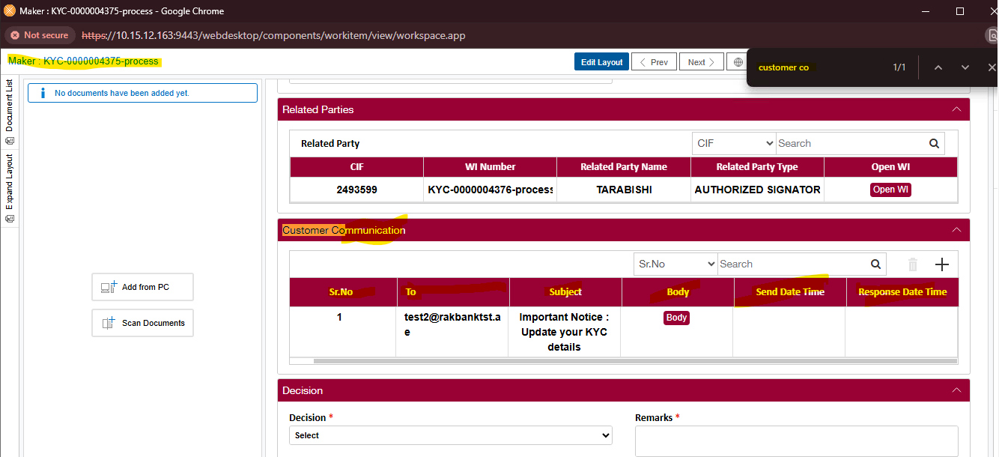 Maker : KYC-0000004375-process - Google Chrome
Not secure https://10.15.12.163:9443/webdesktop/components/workitem/view/workspace.app
Maker : KYC-0000004375-process
Edit Layout Prev Next
customer co 1/1
Document List
Expand Layout
No documents have been added yet.
Add from PC
Scan Documents
Related Parties
Related Party CIF Search
CIF WI Number Related Party Name Related Party Type Open WI
2493599 KYC-0000004376-process TARABISHI AUTHORIZED SIGNATOR Open WI
Customer Communication
Sr.No Search
Sr.No To Subject Body Send Date Time Response Date Time
1 test2@rakbanktst.a Important Notice : Body
e Update your KYC
details
Decision
Decision * Remarks *
Select